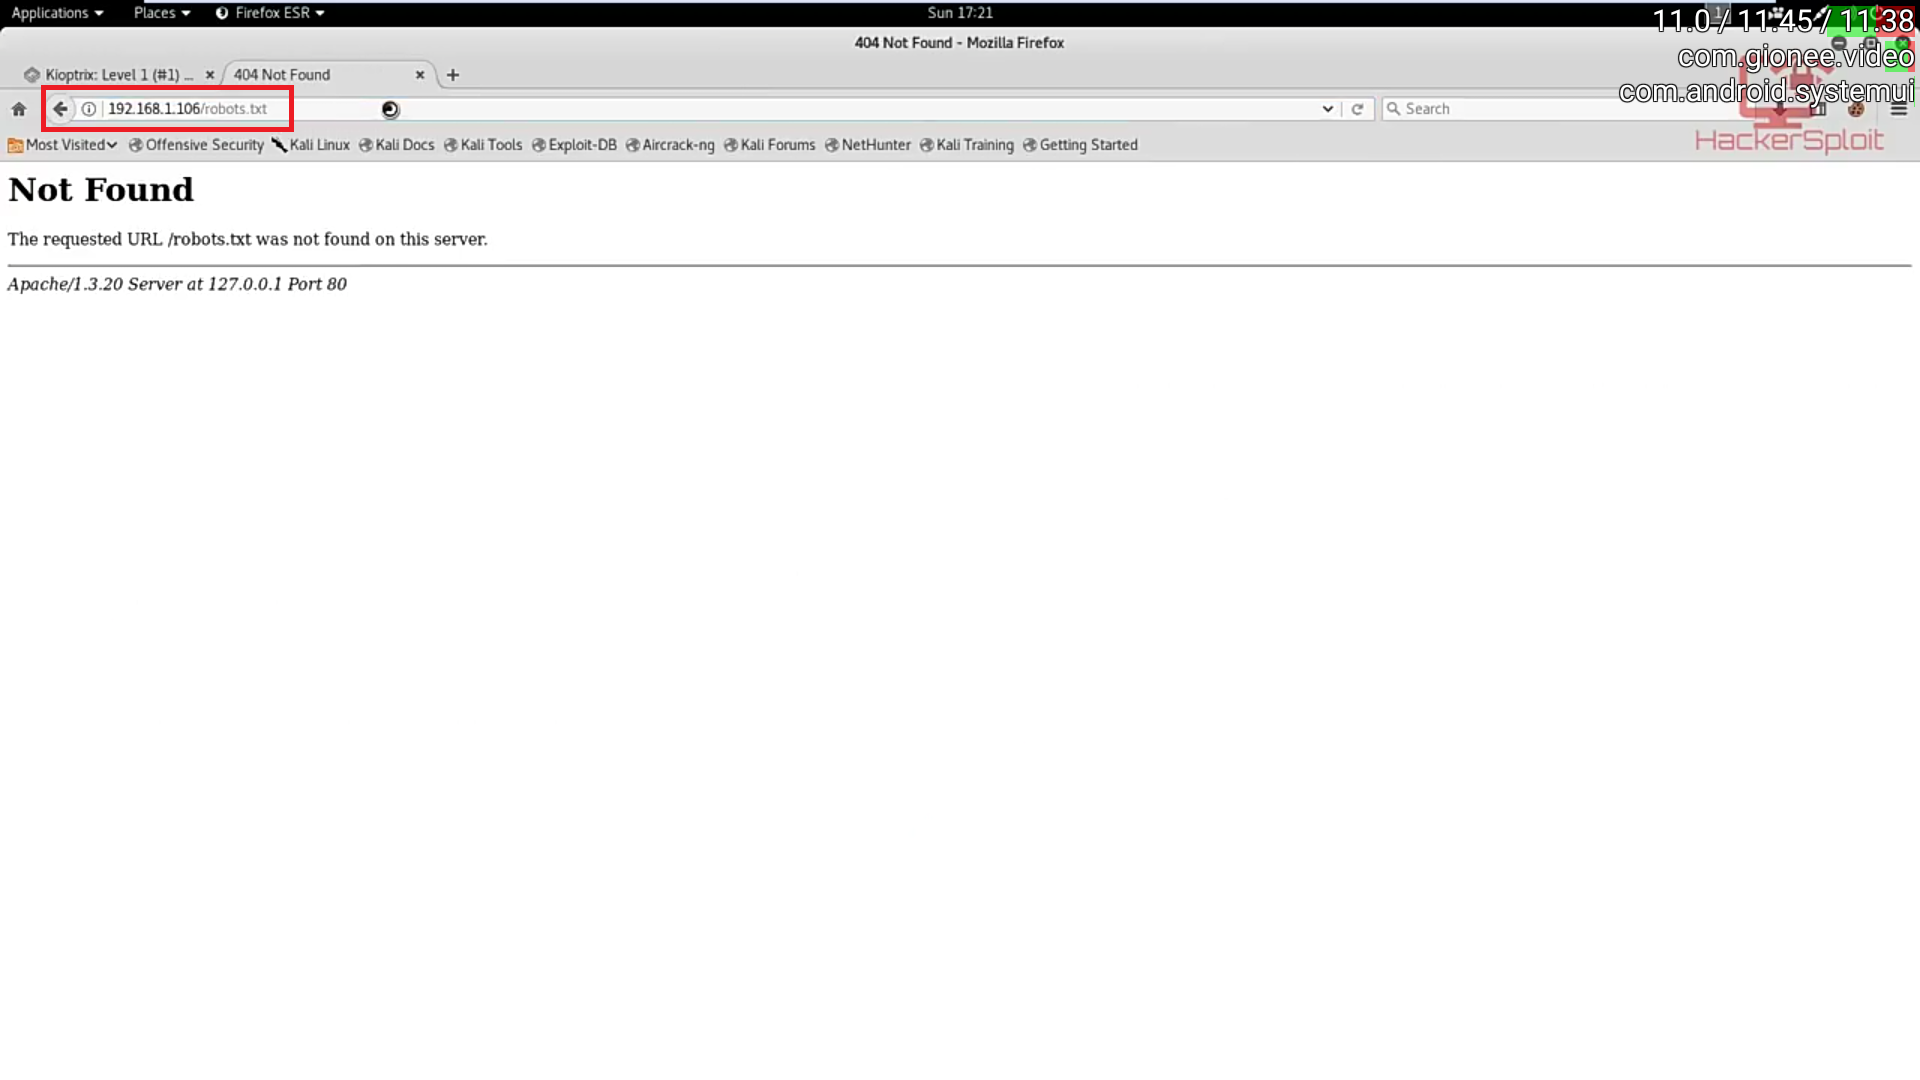 Applications Places Firefox ESR Sun 17:21 1
11.0 / 11.45 / 11.38
404 Not Found - Mozilla Firefox
com.gionee.video
Kioptrix: Level 1 (#1) ... 404 Not Found
com.android.systemui
192.168.1.106/robots.txt Search
HackerSploit
Most Visited Offensive Security Kali Linux Kali Docs Kali Tools Exploit-DB Aircrack-ng Kali Forums NetHunter Kali Training Getting Started
Not Found
The requested URL /robots.txt was not found on this server.
Apache/1.3.20 Server at 127.0.0.1 Port 80